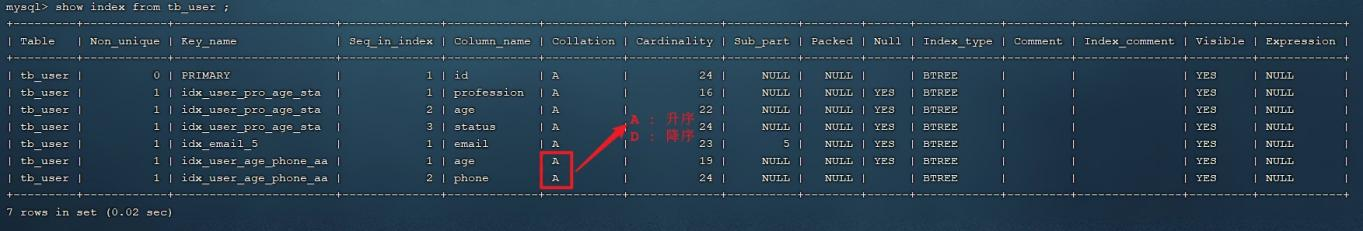 mysql> show index from tb_user ;
+---------+------------+-----------------------+--------------+-------------+-----------+-------------+----------+--------+------+------------+---------+---------------+---------+------------+
| Table | Non_unique | Key_name | Seq_in_index | Column_name | Collation | Cardinality | Sub_part | Packed | Null | Index_type | Comment | Index_comment | Visible | Expression |
+---------+------------+-----------------------+--------------+-------------+-----------+-------------+----------+--------+------+------------+---------+---------------+---------+------------+
| tb_user | 0 | PRIMARY | 1 | id | A | 24 | NULL | NULL | | BTREE | | | YES | NULL |
| tb_user | 1 | idx_user_pro_age_sta | 1 | profession | A | 16 | NULL | NULL | YES | BTREE | | | YES | NULL |
| tb_user | 1 | idx_user_pro_age_sta | 2 | age | A | 22 | NULL | NULL | YES | BTREE | | | YES | NULL |
| tb_user | 1 | idx_user_pro_age_sta | 3 | status | A | 24 | NULL | NULL | YES | BTREE | | | YES | NULL |
A : 升序
| tb_user | 1 | idx_email_5 | 1 | email | A | 23 | 5 | NULL | YES | BTREE | | | YES | NULL |
D : 降序
| tb_user | 1 | idx_user_age_phone_aa | 1 | age | A | 19 | NULL | NULL | YES | BTREE | | | YES | NULL |
| tb_user | 1 | idx_user_age_phone_aa | 2 | phone | A | 24 | NULL | NULL | | BTREE | | | YES | NULL |
+---------+------------+-----------------------+--------------+-------------+-----------+-------------+----------+--------+------+------------+---------+---------------+---------+------------+
7 rows in set (0.02 sec)